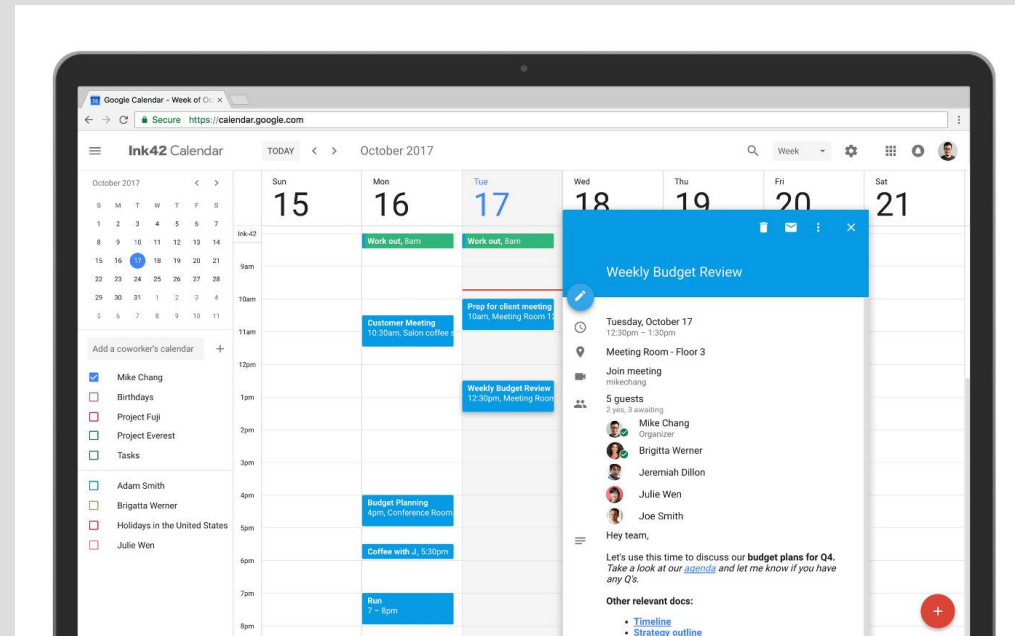 Google Calendar - Week of Oc
Secure https://calendar.google.com
Ink42 Calendar
TODAY
October 2017
Week
October 2017
S M T W T F S
1 2 3 4 5 6 7
8 9 10 11 12 13 14
15 16 17 18 19 20 21
22 23 24 25 26 27 28
29 30 31 1 2 3 4
5 6 7 8 9 10 11
Add a coworker's calendar
Mike Chang
Birthdays
Project Fuji
Project Everest
Tasks
Adam Smith
Brigatta Werner
Holidays in the United States
Julie Wen
Sun Mon Tue Wed Thu Fri Sat
15 16 17 18 19 20 21
Ink-42
9am
10am
11am
12pm
1pm
2pm
3pm
4pm
5pm
6pm
7pm
8pm
Work out, 8am
Customer Meeting
10:30am, Salon coffee s
Budget Planning
4pm, Conference Room
Coffee with J, 5:30pm
Run
7 – 8pm
Work out, 8am
Prep for client meeting
10am, Meeting Room 12
Weekly Budget Review
12:30pm, Meeting Room
Weekly Budget Review
Tuesday, October 17
12:30pm – 1:30pm
Meeting Room - Floor 3
Join meeting
mikechang
5 guests
2 yes, 3 awaiting
Mike Chang
Organizer
Brigitta Werner
Jeremiah Dillon
Julie Wen
Joe Smith
Hey team,
Let's use this time to discuss our budget plans for Q4.
Take a look at our agenda and let me know if you have
any Q's.
Other relevant docs:
Timeline
Strategy outline